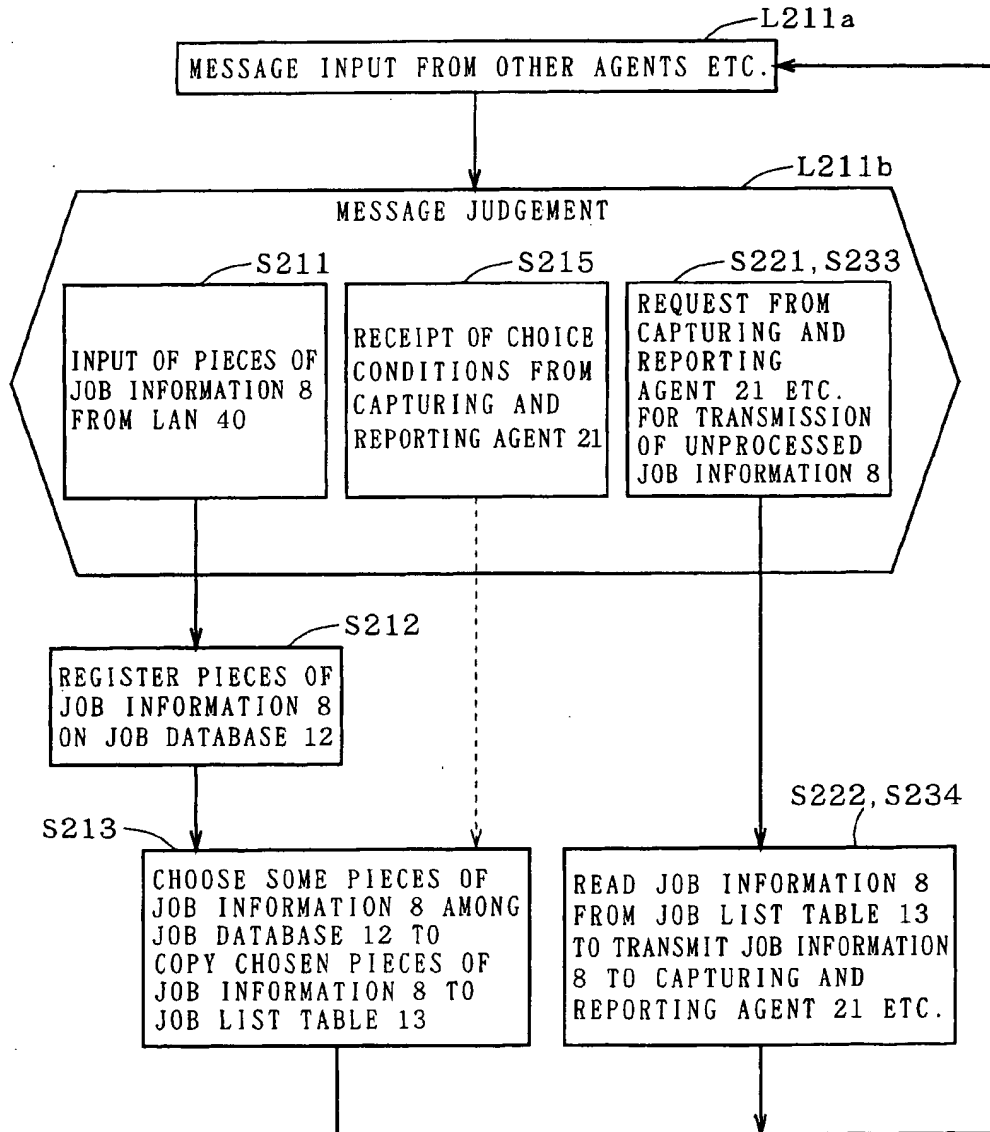 L211a
MESSAGE INPUT FROM OTHER AGENTS ETC.
L211b
MESSAGE JUDGEMENT
S211
INPUT OF PIECES OF
JOB INFORMATION 8
FROM LAN 40
S215
RECEIPT OF CHOICE
CONDITIONS FROM
CAPTURING AND
REPORTING AGENT 21
S221, S233
REQUEST FROM
CAPTURING AND
REPORTING
AGENT 21 ETC.
FOR TRANSMISSION
OF UNPROCESSED
JOB INFORMATION 8
S212
REGISTER PIECES OF
JOB INFORMATION 8
ON JOB DATABASE 12
S213
CHOOSE SOME PIECES OF
JOB INFORMATION 8 AMONG
JOB DATABASE 12 TO
COPY CHOSEN PIECES OF
JOB INFORMATION 8 TO
JOB LIST TABLE 13
S222, S234
READ JOB INFORMATION 8
FROM JOB LIST TABLE 13
TO TRANSMIT JOB INFORMATION
8 TO CAPTURING AND
REPORTING AGENT 21 ETC.